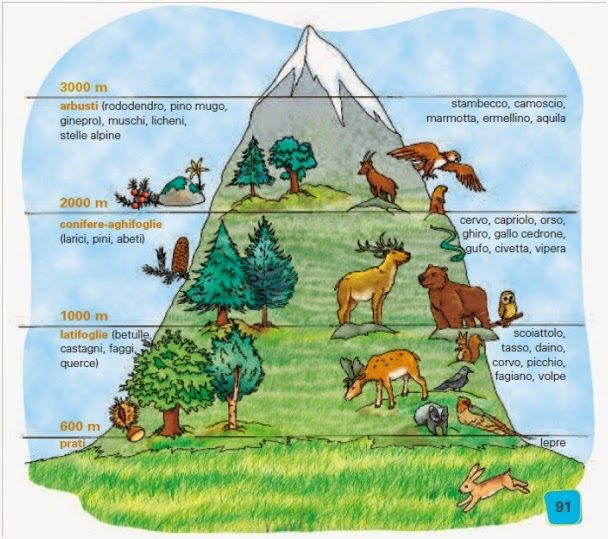 3000 m
arbusti (rododendro, pino mugo,
ginepro), muschi, licheni,
stelle alpine
stambecco, camoscio,
marmotta, ermellino, aquila
2000 m
conifere-aghifoglie
(larici, pini, abeti)
cervo, capriolo, orso,
ghiro, gallo cedrone,
gufo, civetta, vipera
1000 m
latifoglie (betulle,
castagni, faggi,
querce)
scoiattolo,
tasso, daino,
corvo, picchio,
fagiano, volpe
600 m
prati
lepre
91